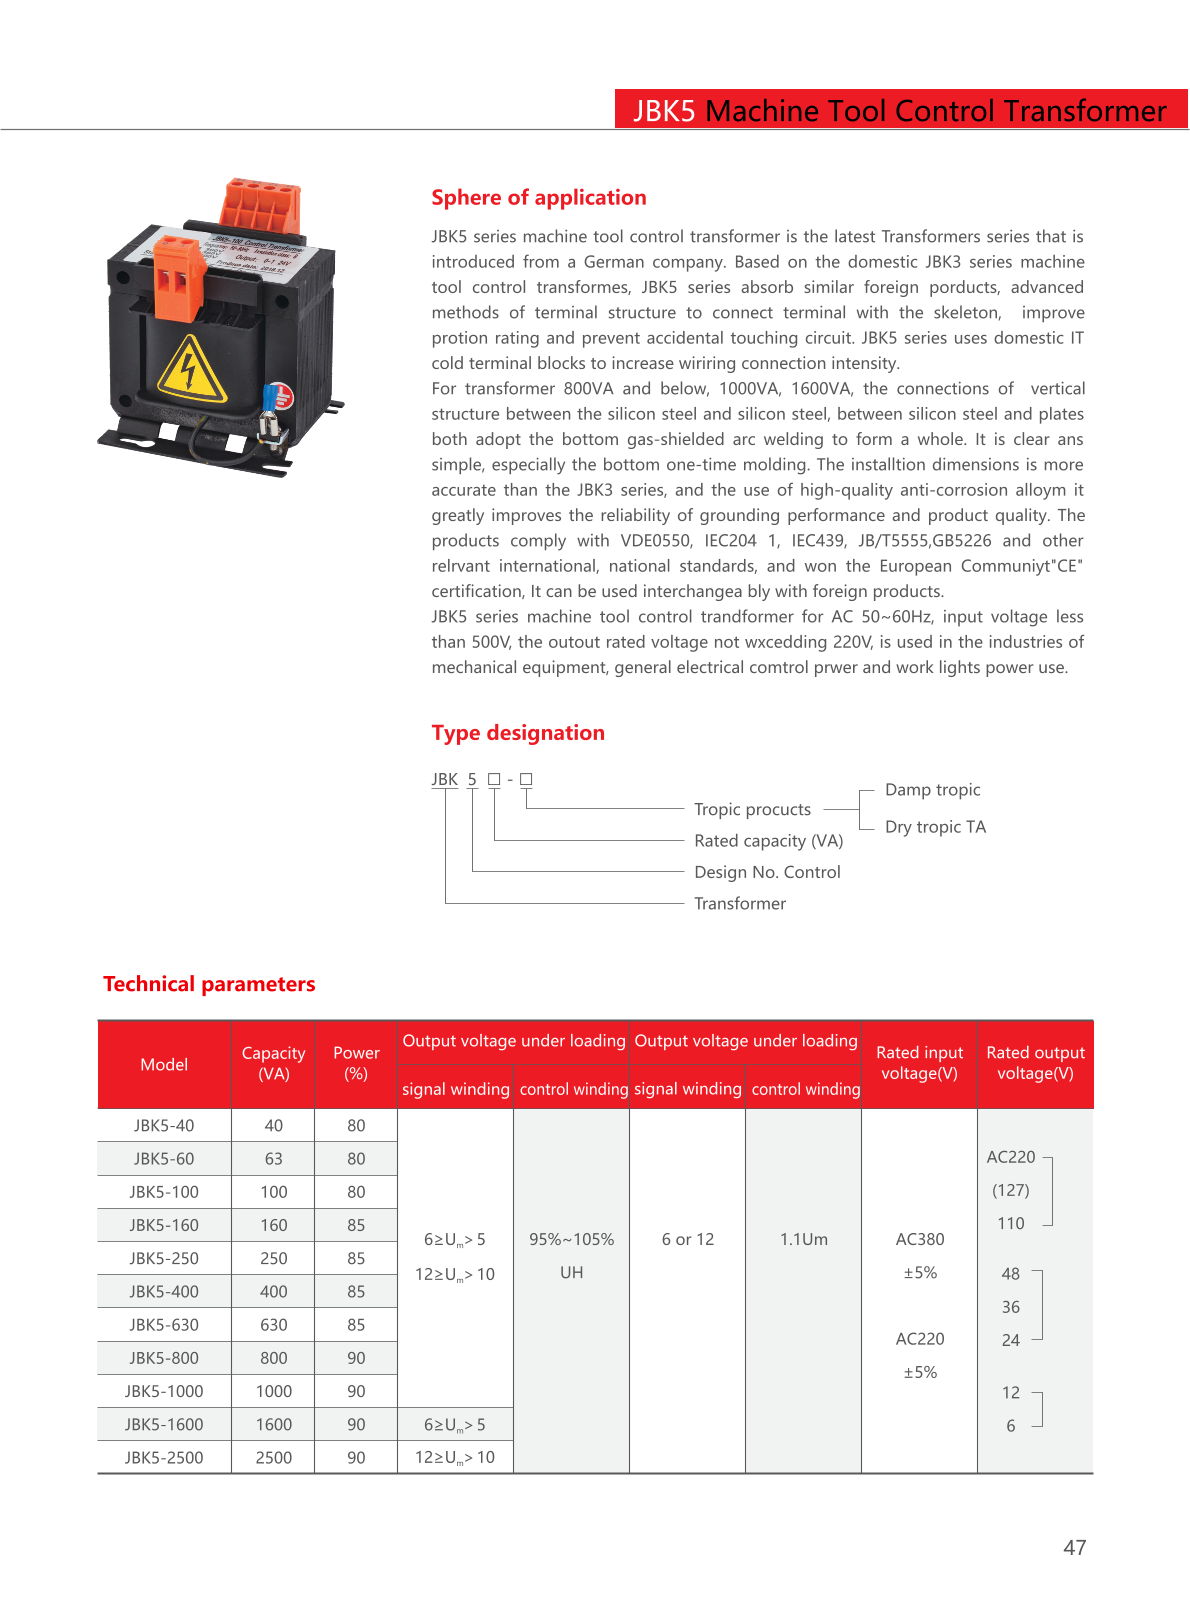 JBK5 Machine Tool Control Transformer
JBK5-100 Control Transformer
Sphere of application
JBK5 series machine tool control transformer is the latest Transformers series that is
introduced from a German company. Based on the domestic JBK3 series machine
tool control transformes, JBK5 series absorb similar foreign porducts, advanced
methods of terminal structure to connect terminal with the skeleton, improve
protion rating and prevent accidental touching circuit. JBK5 series uses domestic IT
cold terminal blocks to increase wiriring connection intensity.
For transformer 800VA and below, 1000VA, 1600VA, the connections of vertical
structure between the silicon steel and silicon steel, between silicon steel and plates
both adopt the bottom gas-shielded arc welding to form a whole. It is clear ans
simple, especially the bottom one-time molding. The installtion dimensions is more
accurate than the JBK3 series, and the use of high-quality anti-corrosion alloym it
greatly improves the reliability of grounding performance and product quality. The
products comply with VDE0550, IEC204 1, IEC439, JB/T5555,GB5226 and other
relrvant international, national standards, and won the European Communiyt"CE"
certification, It can be used interchangea bly with foreign products.
JBK5 series machine tool control trandformer for AC 50~60Hz, input voltage less
than 500V, the outout rated voltage not wxcedding 220V, is used in the industries of
mechanical equipment, general electrical comtrol prwer and work lights power use.
Type designation
JBK 5 □ - □
Tropic procucts
Damp tropic
Dry tropic TA
Rated capacity (VA)
Design No. Control
Transformer
Technical parameters
Model Capacity (VA) Power (%) Output voltage under loading Output voltage under loading Rated input voltage(V) Rated output voltage(V)
signal winding control winding signal winding control winding
JBK5-40 40 80
JBK5-60 63 80
JBK5-100 100 80
JBK5-160 160 85
JBK5-250 250 85
JBK5-400 400 85
JBK5-630 630 85
JBK5-800 800 90
JBK5-1000 1000 90
JBK5-1600 1600 90
JBK5-2500 2500 90
6≥Um> 5
12≥Um> 10
6≥Um> 5
12≥Um> 10
95%~105%
UH
6 or 12
1.1Um
AC380
±5%
AC220
±5%
AC220
(127)
110
48
36
24
12
6
47